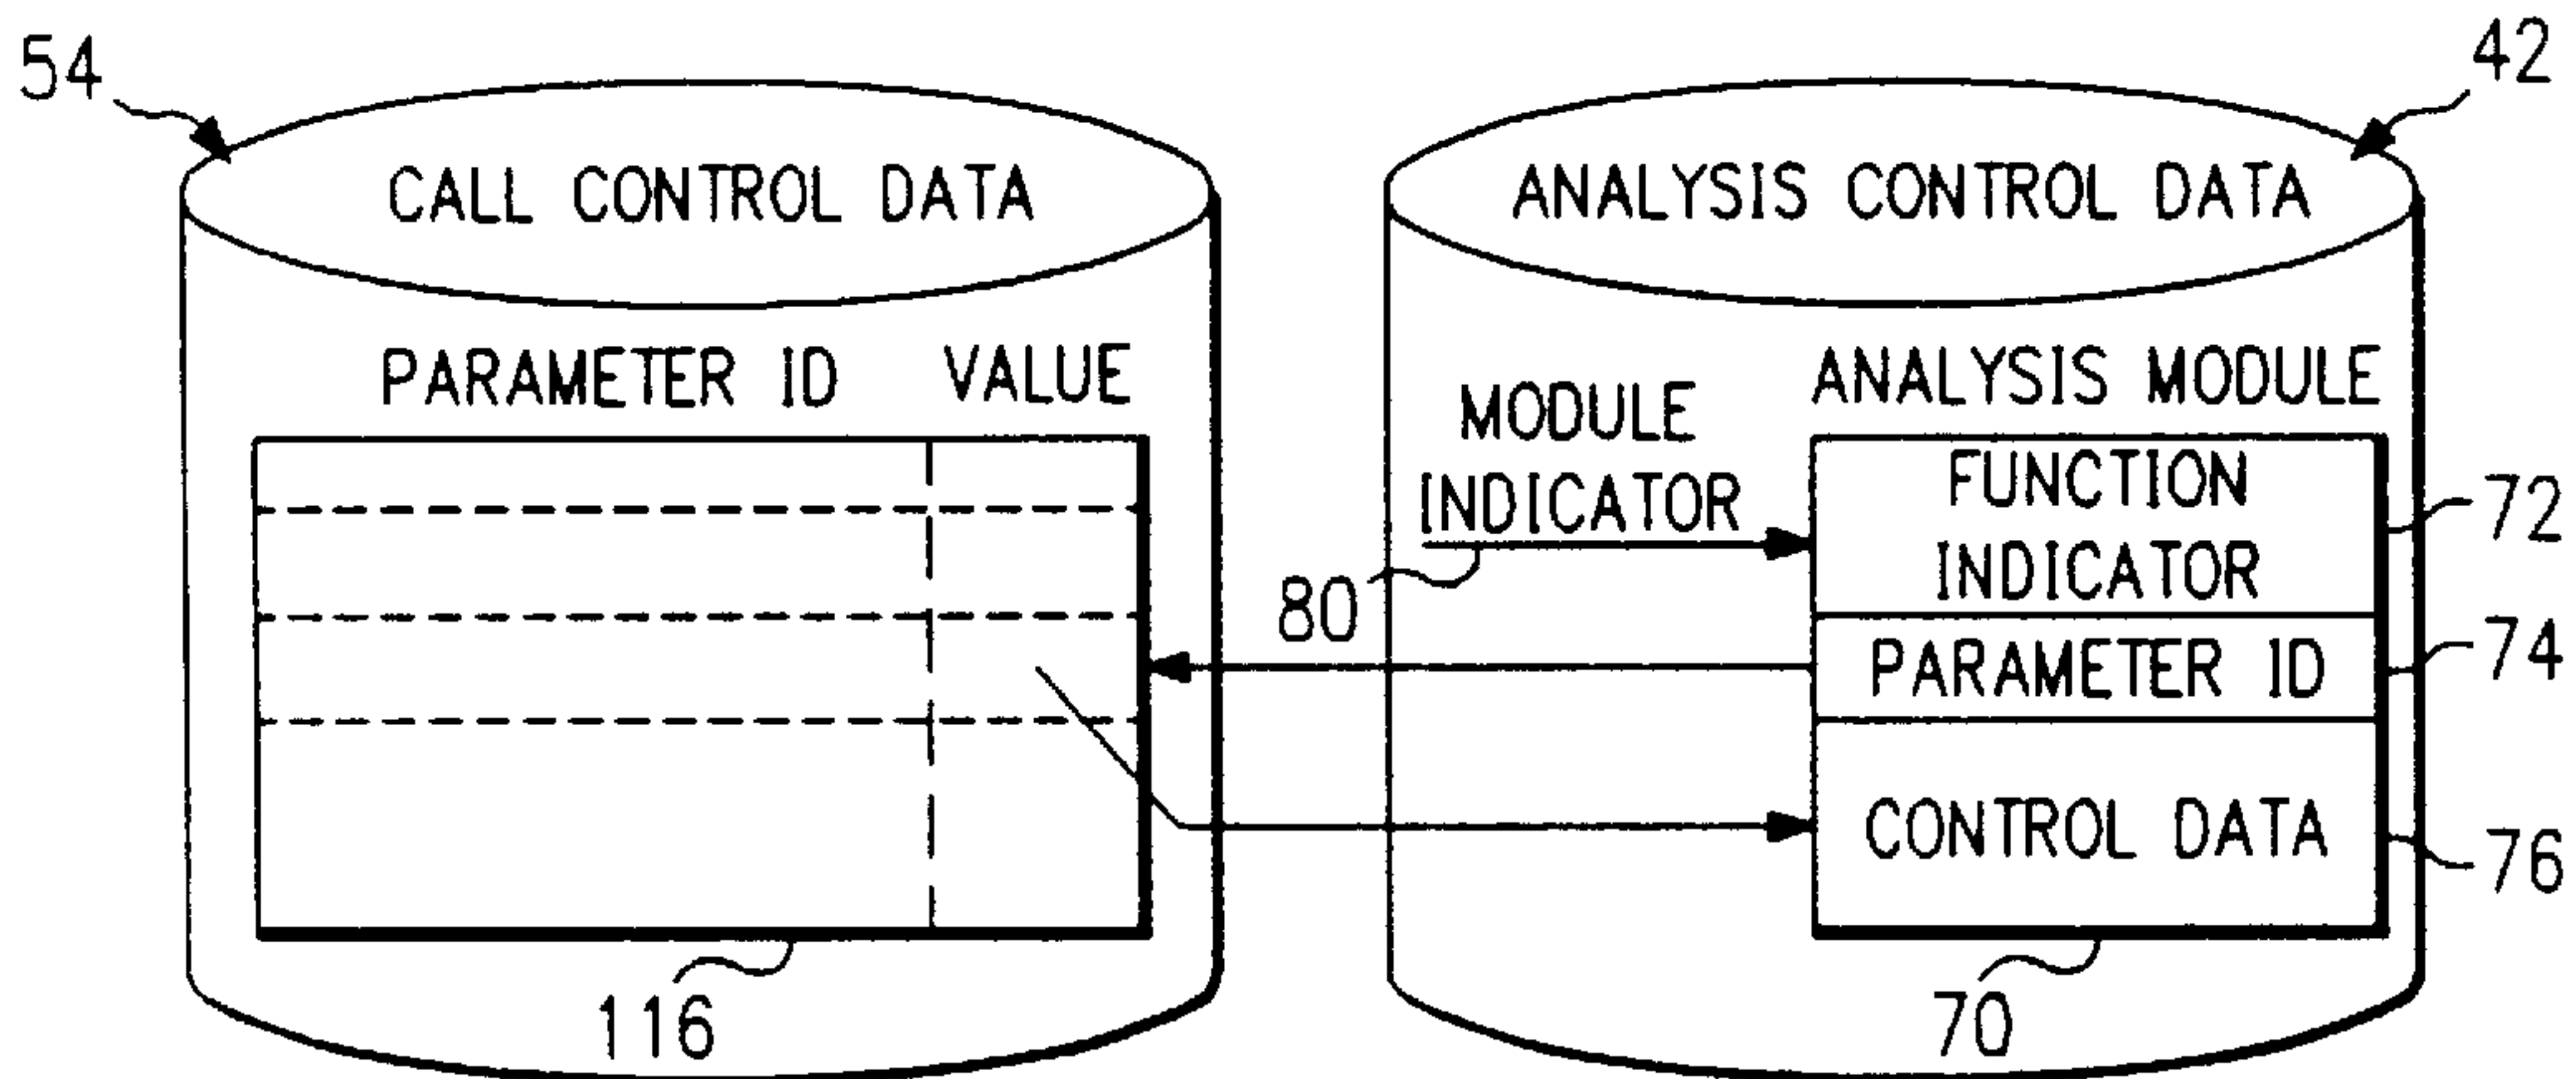 54
42
CALL CONTROL DATA
ANALYSIS CONTROL DATA
PARAMETER ID VALUE
MODULE
INDICATOR
ANALYSIS MODULE
FUNCTION
INDICATOR
72
80
PARAMETER ID
74
CONTROL DATA
76
116
70